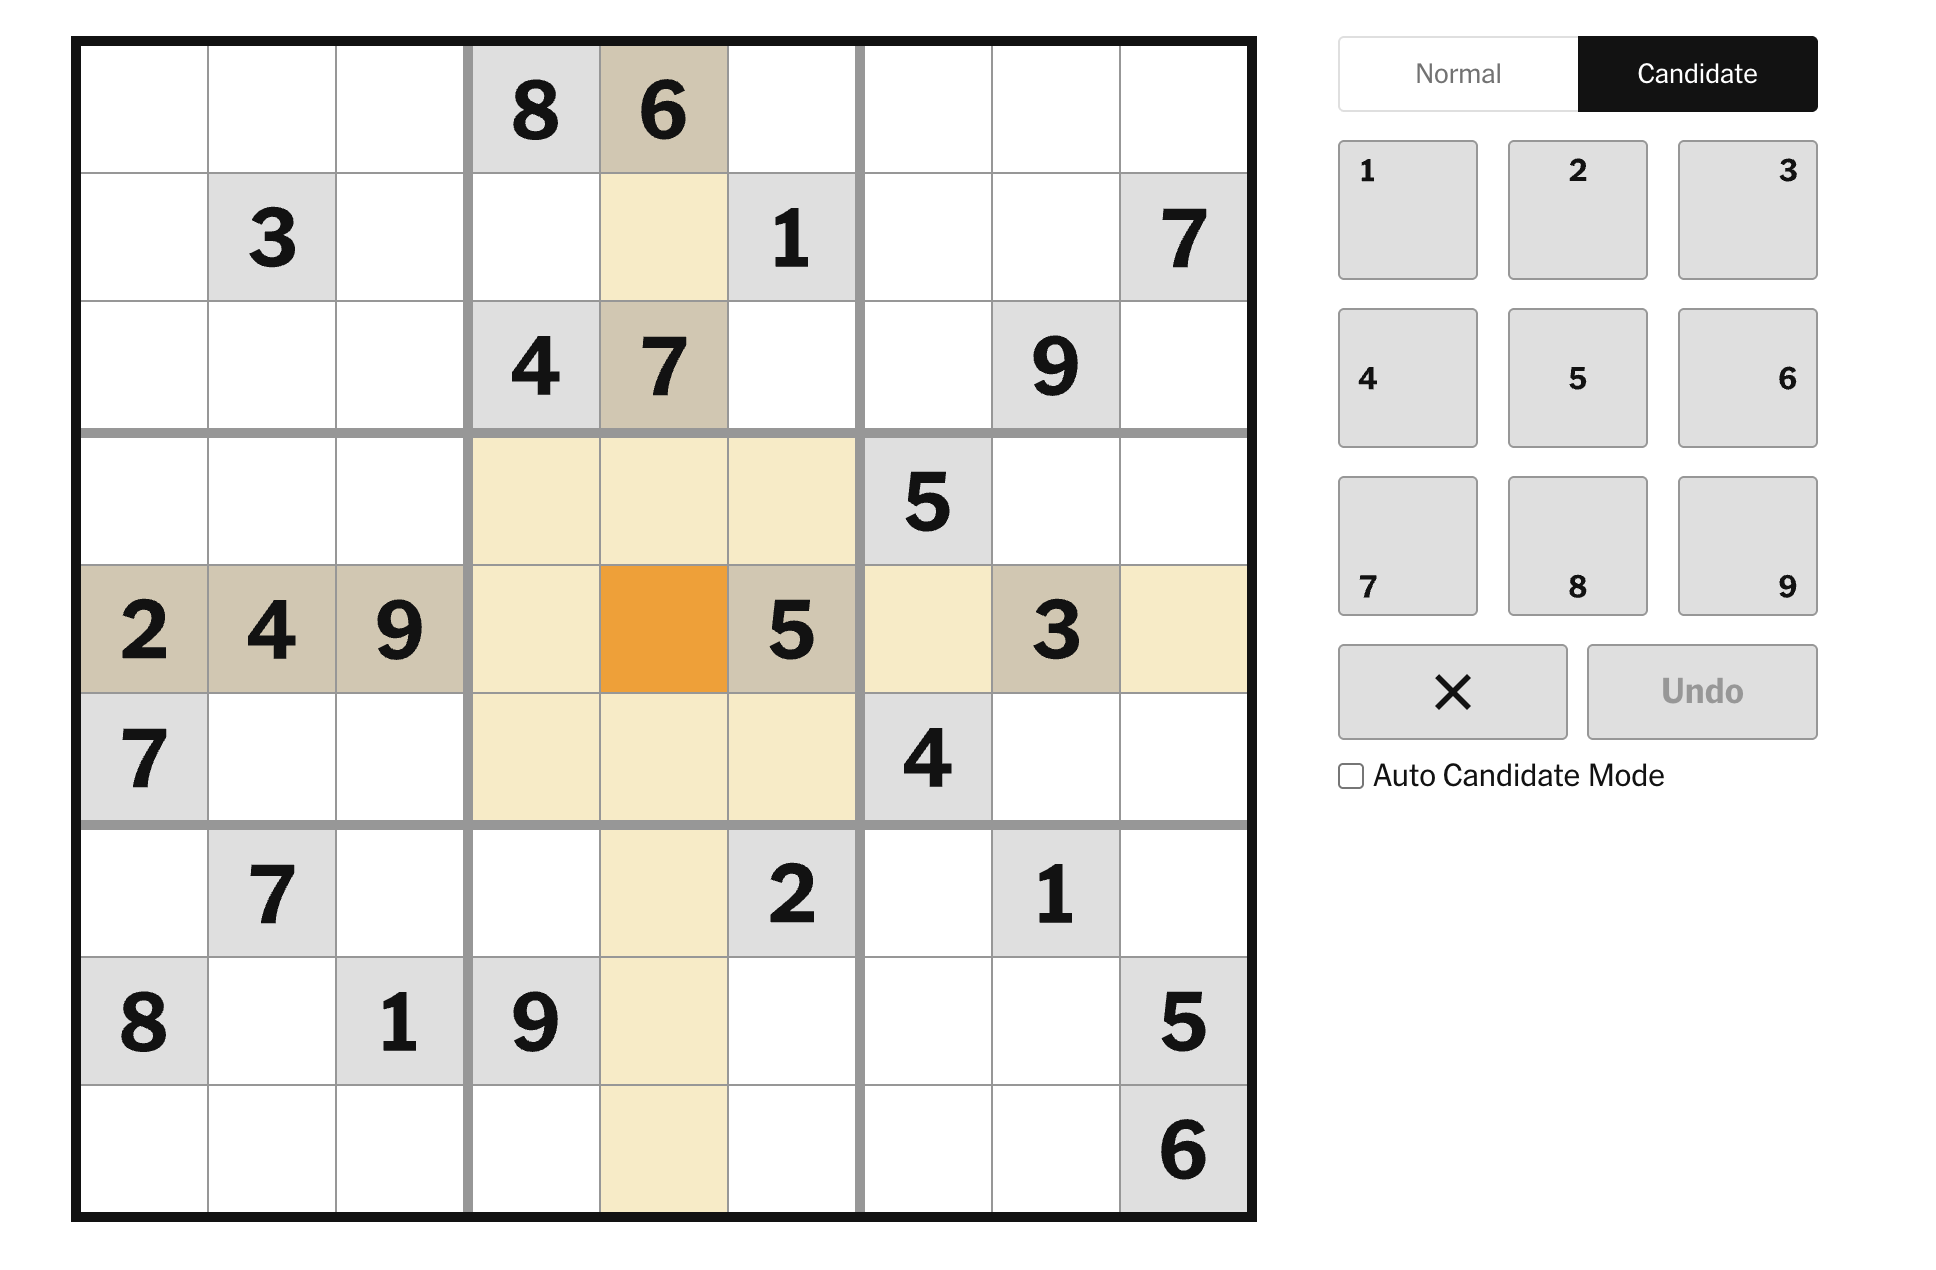 8 6
3 1 7
4 7 9
5
2 4 9 5 3
7 4
7 2 1
8 1 9 5
6
Normal Candidate
1 2 3
4 5 6
7 8 9
Undo
Auto Candidate Mode